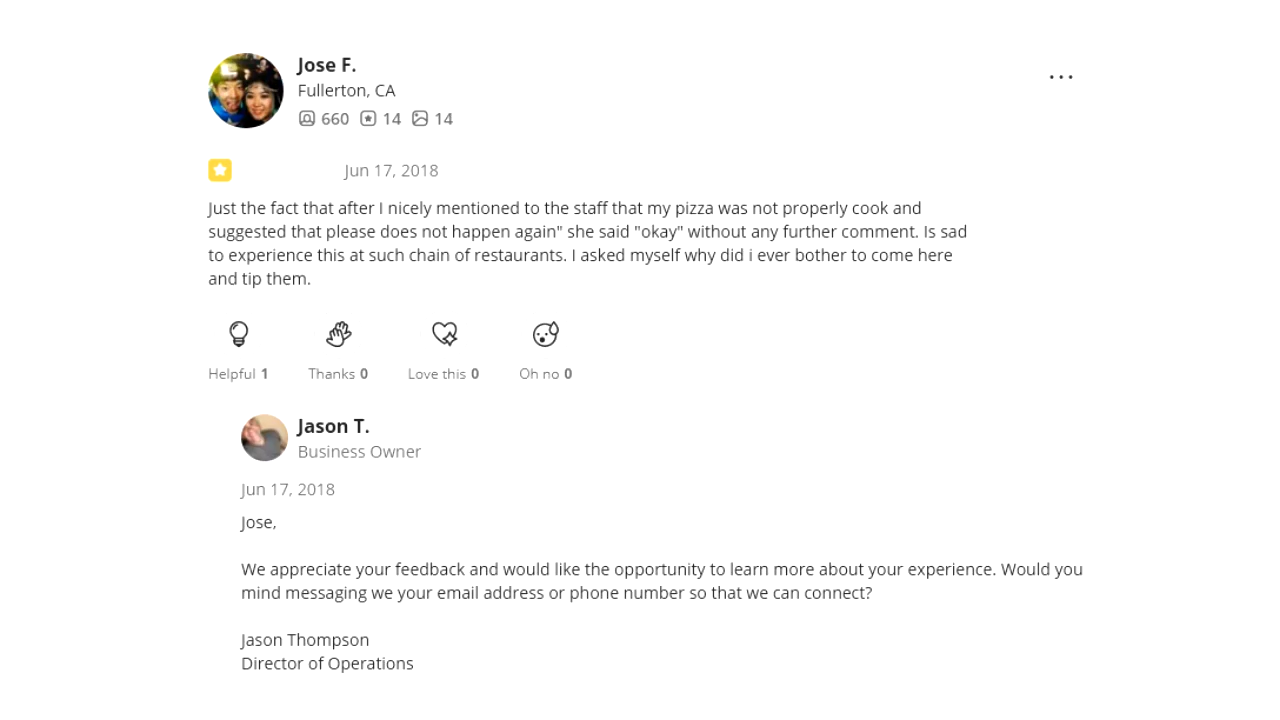 Jose F.
Fullerton, CA
660 14 14
Jun 17, 2018
Just the fact that after I nicely mentioned to the staff that my pizza was not properly cook and
suggested that please does not happen again" she said "okay" without any further comment. Is sad
to experience this at such chain of restaurants. I asked myself why did i ever bother to come here
and tip them.
Helpful 1 Thanks 0 Love this 0 Oh no 0
Jason T.
Business Owner
Jun 17, 2018
Jose,
We appreciate your feedback and would like the opportunity to learn more about your experience. Would you
mind messaging we your email address or phone number so that we can connect?
Jason Thompson
Director of Operations